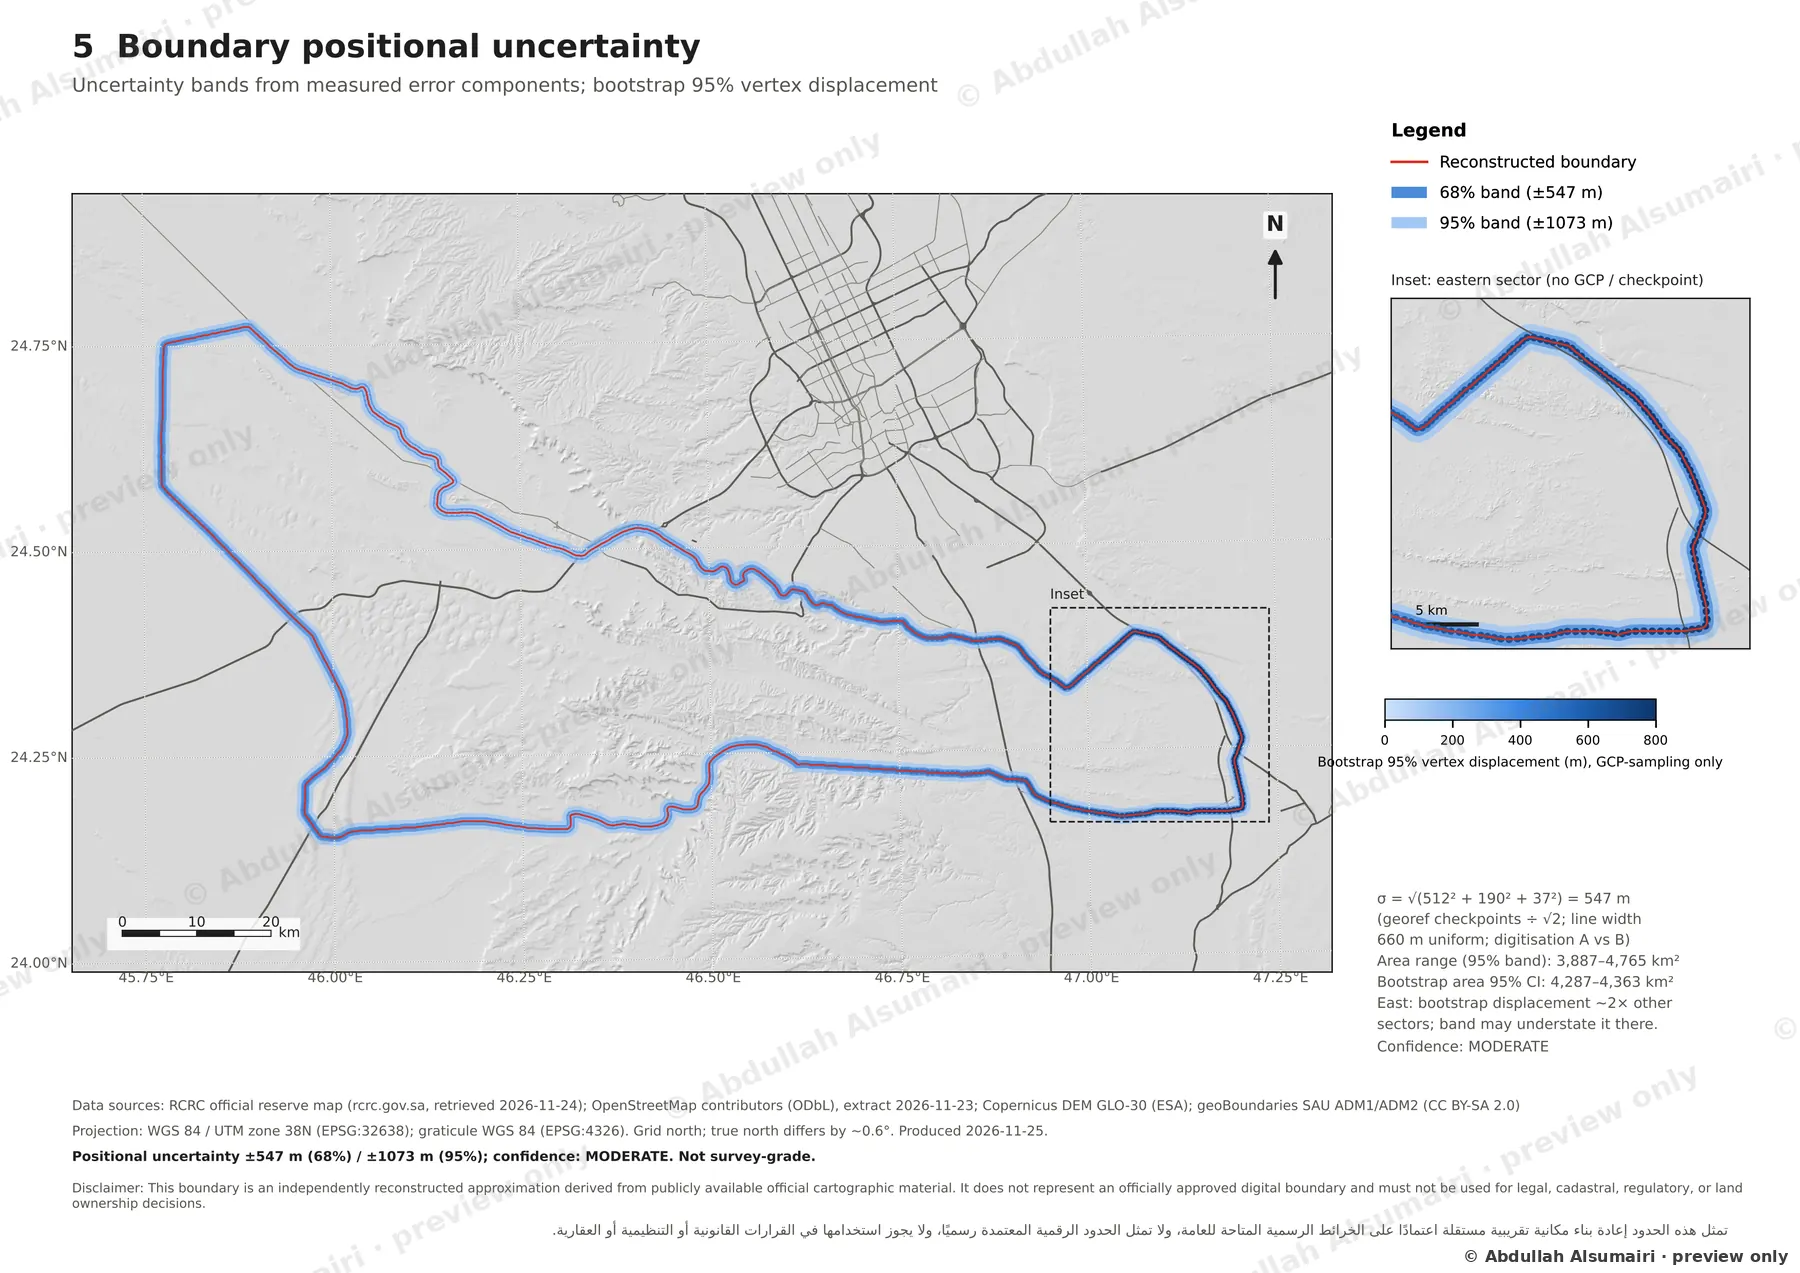 5 Boundary positional uncertainty
Uncertainty bands from measured error components; bootstrap 95% vertex displacement
Legend
Reconstructed boundary
68% band (±547 m)
95% band (±1073 m)
Inset: eastern sector (no GCP / checkpoint)
5 km
0 200 400 600 800
Bootstrap 95% vertex displacement (m), GCP-sampling only
N
Inset
24.75°N
24.50°N
24.25°N
24.00°N
0 10 20
km
45.75°E 46.00°E 46.25°E 46.50°E 46.75°E 47.00°E 47.25°E
σ = √(512² + 190² + 37²) = 547 m
(georef checkpoints ÷ √2; line width
660 m uniform; digitisation A vs B)
Area range (95% band): 3,887–4,765 km²
Bootstrap area 95% CI: 4,287–4,363 km²
East: bootstrap displacement ~2× other
sectors; band may understate it there.
Confidence: MODERATE
Data sources: RCRC official reserve map (rcrc.gov.sa, retrieved 2026-11-24); OpenStreetMap contributors (ODbL), extract 2026-11-23; Copernicus DEM GLO-30 (ESA); geoBoundaries SAU ADM1/ADM2 (CC BY-SA 2.0)
Projection: WGS 84 / UTM zone 38N (EPSG:32638); graticule WGS 84 (EPSG:4326). Grid north; true north differs by ~0.6°. Produced 2026-11-25.
Positional uncertainty ±547 m (68%) / ±1073 m (95%); confidence: MODERATE. Not survey-grade.
Disclaimer: This boundary is an independently reconstructed approximation derived from publicly available official cartographic material. It does not represent an officially approved digital boundary and must not be used for legal, cadastral, regulatory, or land
ownership decisions.
تمثل هذه الحدود إعادة بناء مكانية تقريبية مستقلة اعتمادًا على الخرائط الرسمية المتاحة للعامة، ولا تمثل الحدود الرقمية المعتمدة رسميًا، ولا يجوز استخدامها في القرارات القانونية أو التنظيمية أو العقارية.
© Abdullah Alsumairi · preview only